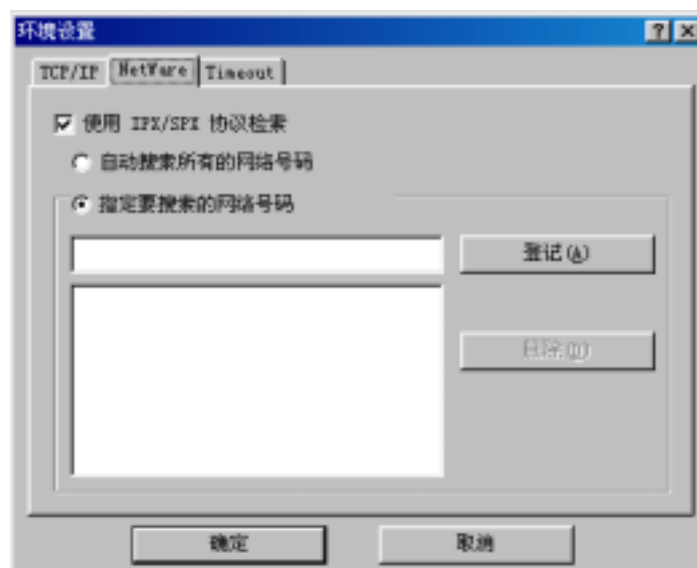 环境设置
TCP/IP NetWare Timeout
使用 IPX/SPX 协议检索
自动搜索所有的网络号码
指定要搜索的网络号码
登记(A)
删除(D)
确定 取消